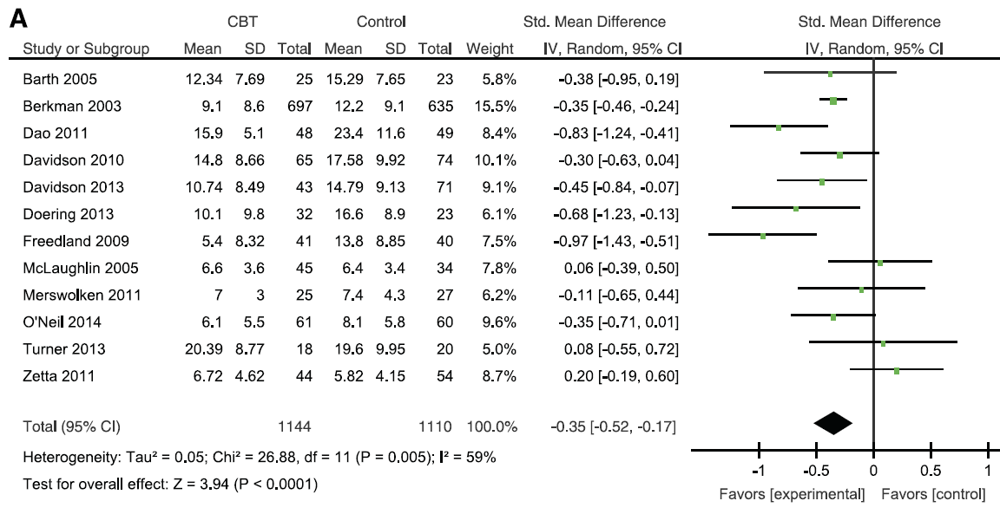 A
CBT Control Std. Mean Difference Std. Mean Difference
Study or Subgroup Mean SD Total Mean SD Total Weight IV, Random, 95% CI IV, Random, 95% CI
Barth 2005 12.34 7.69 25 15.29 7.65 23 5.8% -0.38 [-0.95, 0.19]
Berkman 2003 9.1 8.6 697 12.2 9.1 635 15.5% -0.35 [-0.46, -0.24]
Dao 2011 15.9 5.1 48 23.4 11.6 49 8.4% -0.83 [-1.24, -0.41]
Davidson 2010 14.8 8.66 65 17.58 9.92 74 10.1% -0.30 [-0.63, 0.04]
Davidson 2013 10.74 8.49 43 14.79 9.13 71 9.1% -0.45 [-0.84, -0.07]
Doering 2013 10.1 9.8 32 16.6 8.9 23 6.1% -0.68 [-1.23, -0.13]
Freedland 2009 5.4 8.32 41 13.8 8.85 40 7.5% -0.97 [-1.43, -0.51]
McLaughlin 2005 6.6 3.6 45 6.4 3.4 34 7.8% 0.06 [-0.39, 0.50]
Merswolken 2011 7 3 25 7.4 4.3 27 6.2% -0.11 [-0.65, 0.44]
O'Neil 2014 6.1 5.5 61 8.1 5.8 60 9.6% -0.35 [-0.71, 0.01]
Turner 2013 20.39 8.77 18 19.6 9.95 20 5.0% 0.08 [-0.55, 0.72]
Zetta 2011 6.72 4.62 44 5.82 4.15 54 8.7% 0.20 [-0.19, 0.60]
Total (95% CI) 1144 1110 100.0% -0.35 [-0.52, -0.17]
Heterogeneity: Tau² = 0.05; Chi² = 26.88, df = 11 (P = 0.005); I² = 59%
Test for overall effect: Z = 3.94 (P < 0.0001)
-1 -0.5 0 0.5 1
Favors [experimental] Favors [control]